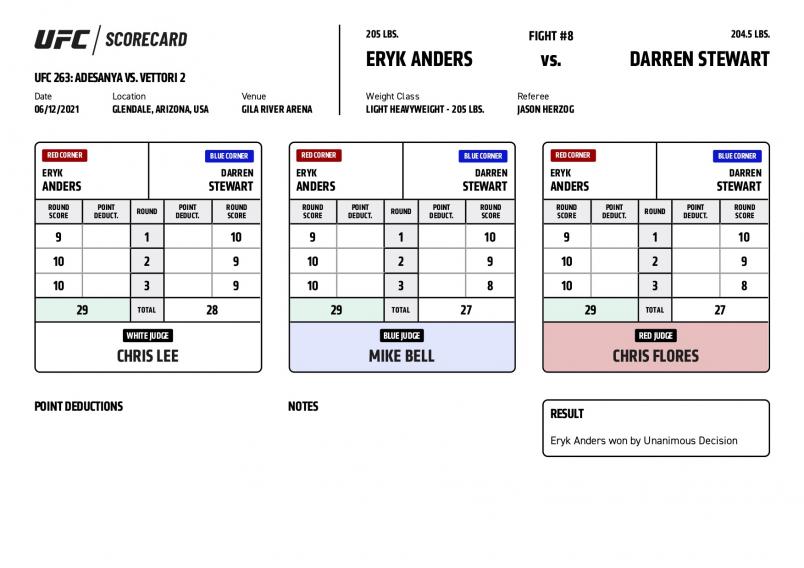 UFC / SCORECARD
UFC 263: ADESANYA VS. VETTORI 2
Date Location Venue
06/12/2021 GLENDALE, ARIZONA, USA GILA RIVER ARENA
205 LBS. FIGHT #8 204.5 LBS.
ERYK ANDERS VS. DARREN STEWART
Weight Class Referee
LIGHT HEAVYWEIGHT - 205 LBS. JASON HERZOG
RED CORNER BLUE CORNER
ERYK DARREN
ANDERS STEWART
ROUND SCORE POINT DEDUCT. ROUND POINT DEDUCT. ROUND SCORE
9 1 10
10 2 9
10 3 9
29 TOTAL 28
WHITE JUDGE
CHRIS LEE
RED CORNER BLUE CORNER
ERYK DARREN
ANDERS STEWART
ROUND SCORE POINT DEDUCT. ROUND POINT DEDUCT. ROUND SCORE
9 1 10
10 2 9
10 3 8
29 TOTAL 27
BLUE JUDGE
MIKE BELL
RED CORNER BLUE CORNER
ERYK DARREN
ANDERS STEWART
ROUND SCORE POINT DEDUCT. ROUND POINT DEDUCT. ROUND SCORE
9 1 10
10 2 9
10 3 8
29 TOTAL 27
RED JUDGE
CHRIS FLORES
POINT DEDUCTIONS
NOTES
RESULT
Eryk Anders won by Unanimous Decision